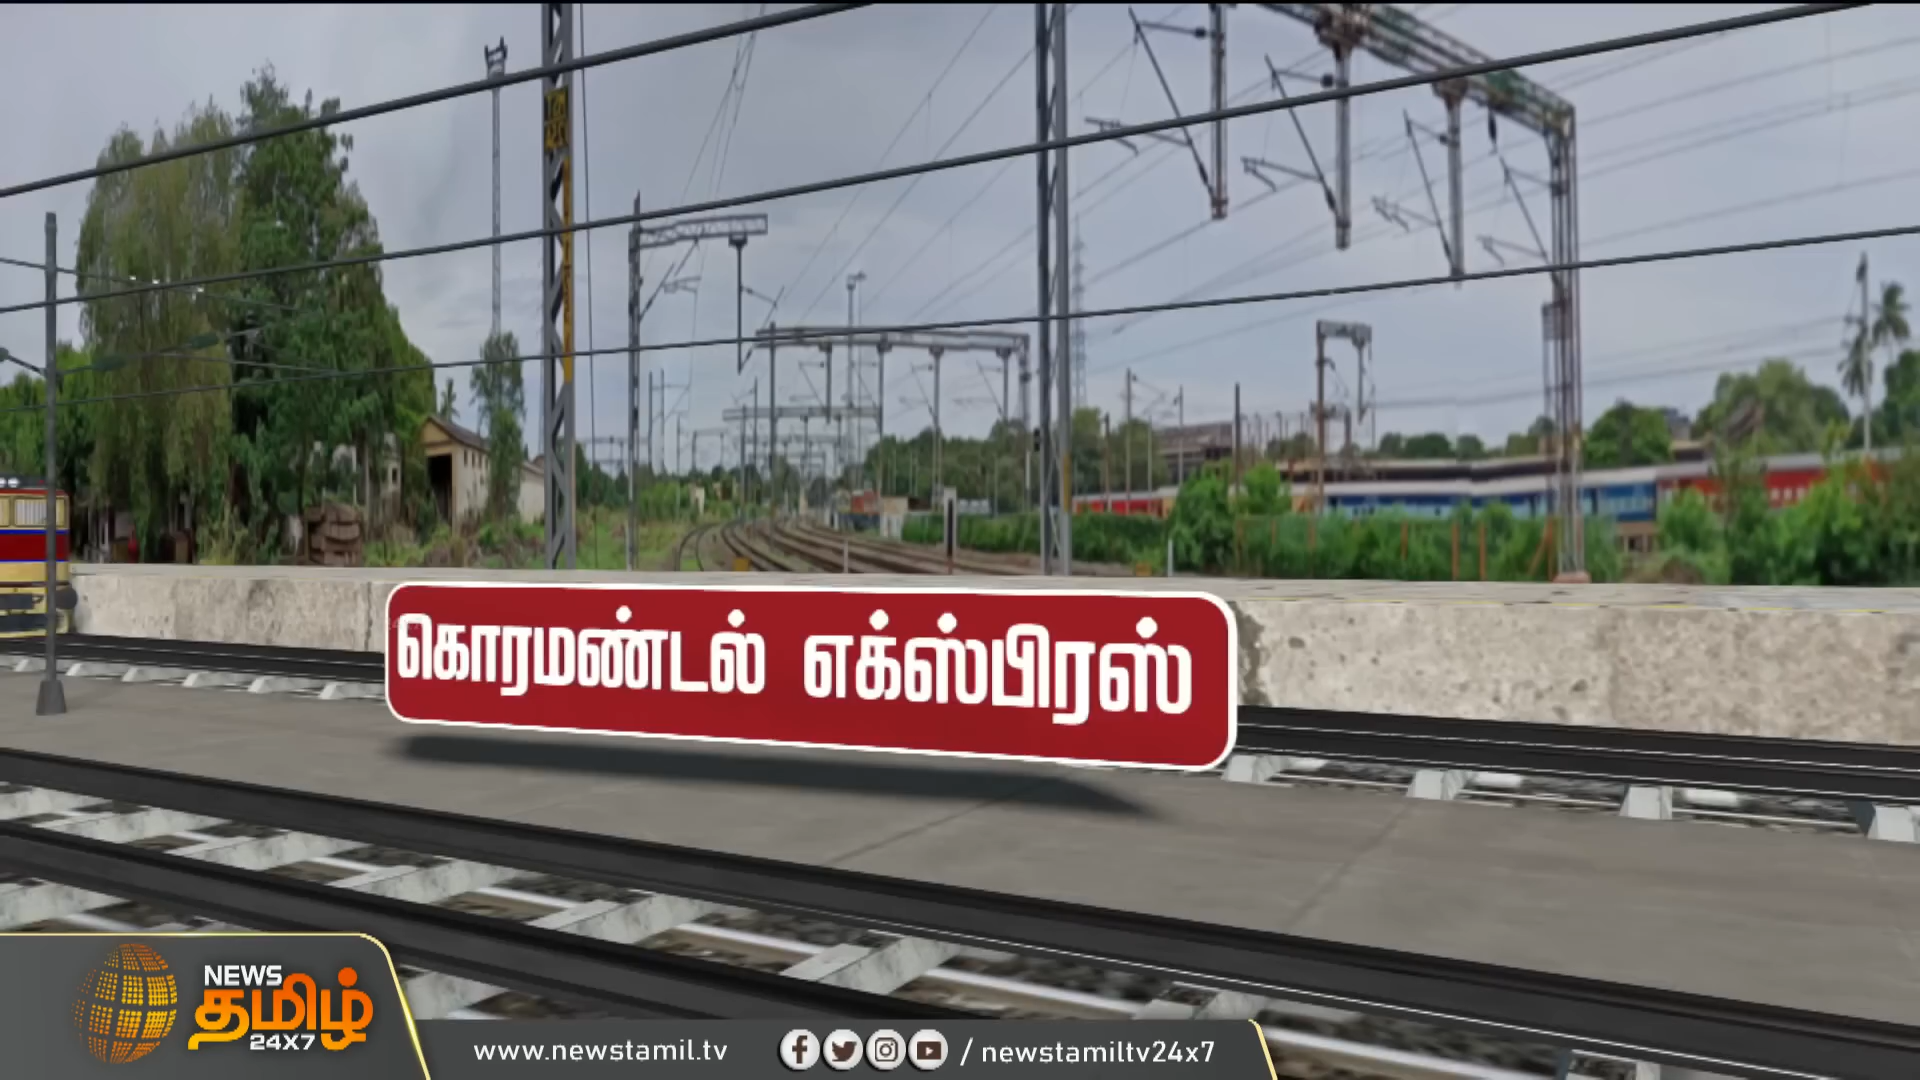 கொரமண்டல் எக்ஸ்பிரஸ்
NEWS
தமிழ்
24X7
www.newstamil.tv
/ newstamiltv24x7